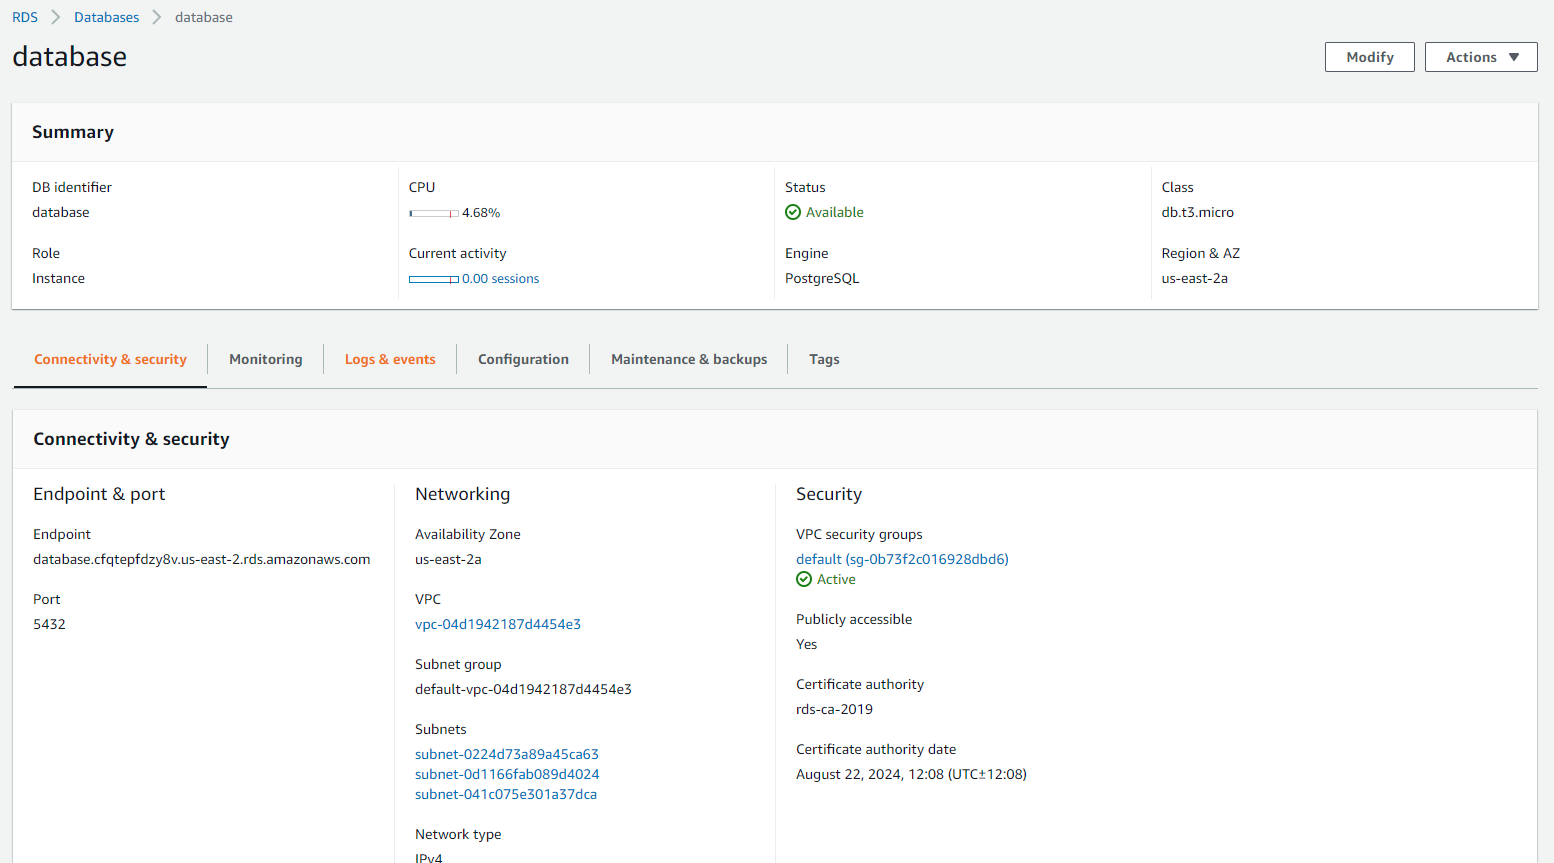 RDS > Databases > database
database
Modify
Actions
Summary
DB identifier
database
CPU
4.68%
Status
Available
Class
db.t3.micro
Role
Instance
Current activity
0.00 sessions
Engine
PostgreSQL
Region & AZ
us-east-2a
Connectivity & security
Monitoring
Logs & events
Configuration
Maintenance & backups
Tags
Connectivity & security
Endpoint & port
Endpoint
database.cfqtepfdzy8v.us-east-2.rds.amazonaws.com
Port
5432
Networking
Availability Zone
us-east-2a
VPC
vpc-04d1942187d4454e3
Subnet group
default-vpc-04d1942187d4454e3
Subnets
subnet-0224d73a89a45ca63
subnet-0d1166fab089d4024
subnet-041c075e301a37dca
Network type
IPv4
Security
VPC security groups
default (sg-0b73f2c016928dbd6)
Active
Publicly accessible
Yes
Certificate authority
rds-ca-2019
Certificate authority date
August 22, 2024, 12:08 (UTC±12:08)